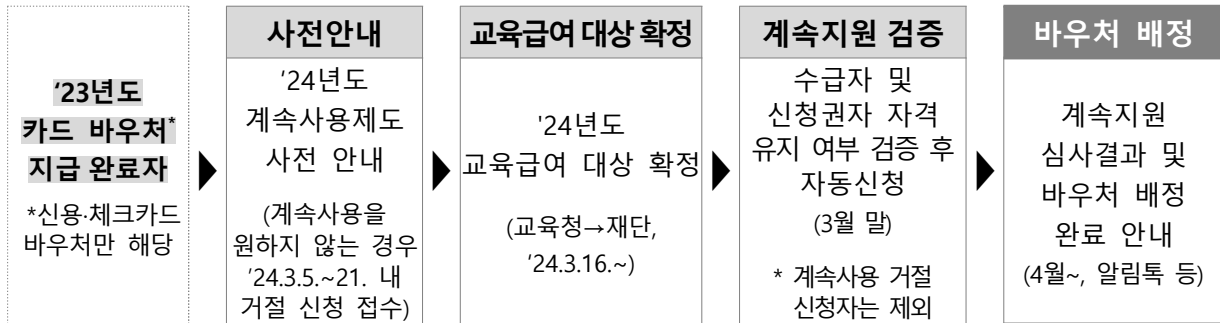 ‘23년도
카드 바우처*
지급 완료자
*신용·체크카드
바우처만 해당
사전안내
‘24년도
계속사용제도
사전 안내
(계속사용을
원하지 않는 경우
’24.3.5.~21. 내
거절 신청 접수)
교육급여 대상 확정
'24년도
교육급여 대상 확정
(교육청→재단,
’24.3.16.~)
계속지원 검증
수급자 및
신청권자 자격
유지 여부 검증 후
자동신청
(3월 말)
* 계속사용 거절
신청자는 제외
바우처 배정
계속지원
심사결과 및
바우처 배정
완료 안내
(4월~, 알림톡 등)